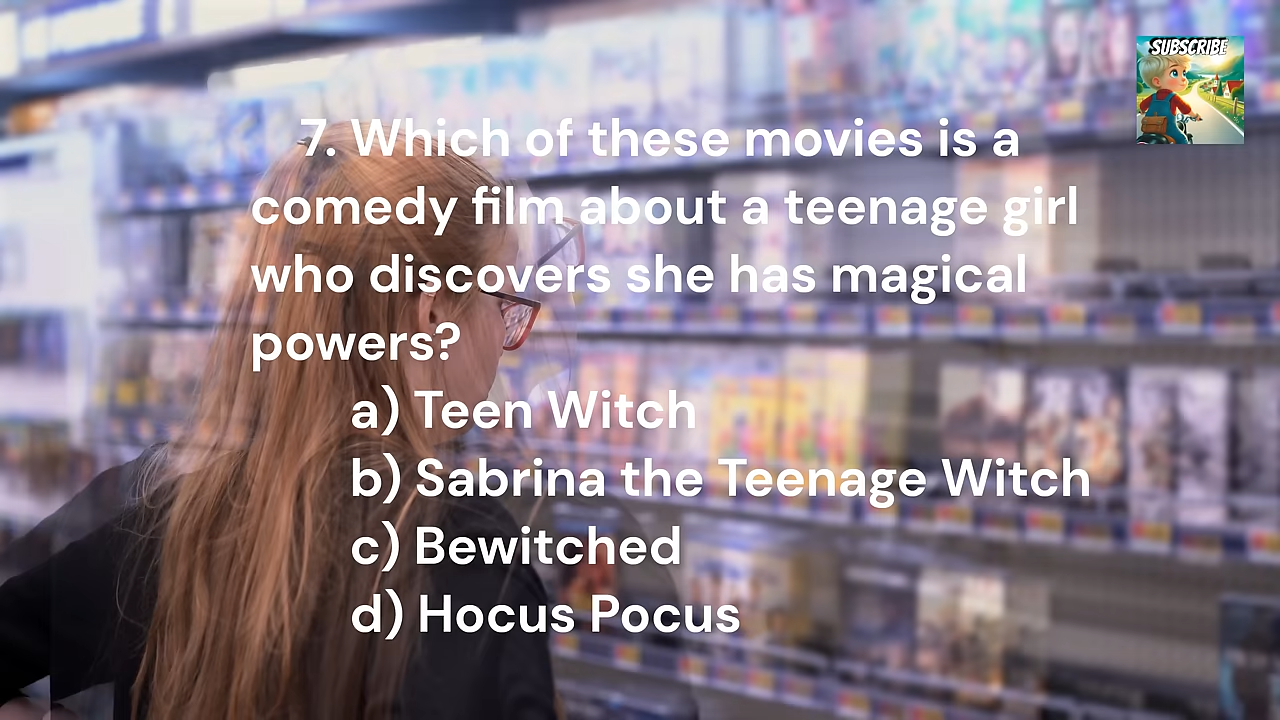 SUBSCRIBE
7. Which of these movies is a
comedy film about a teenage girl
who discovers she has magical
powers?
a) Teen Witch
b) Sabrina the Teenage Witch
c) Bewitched
d) Hocus Pocus